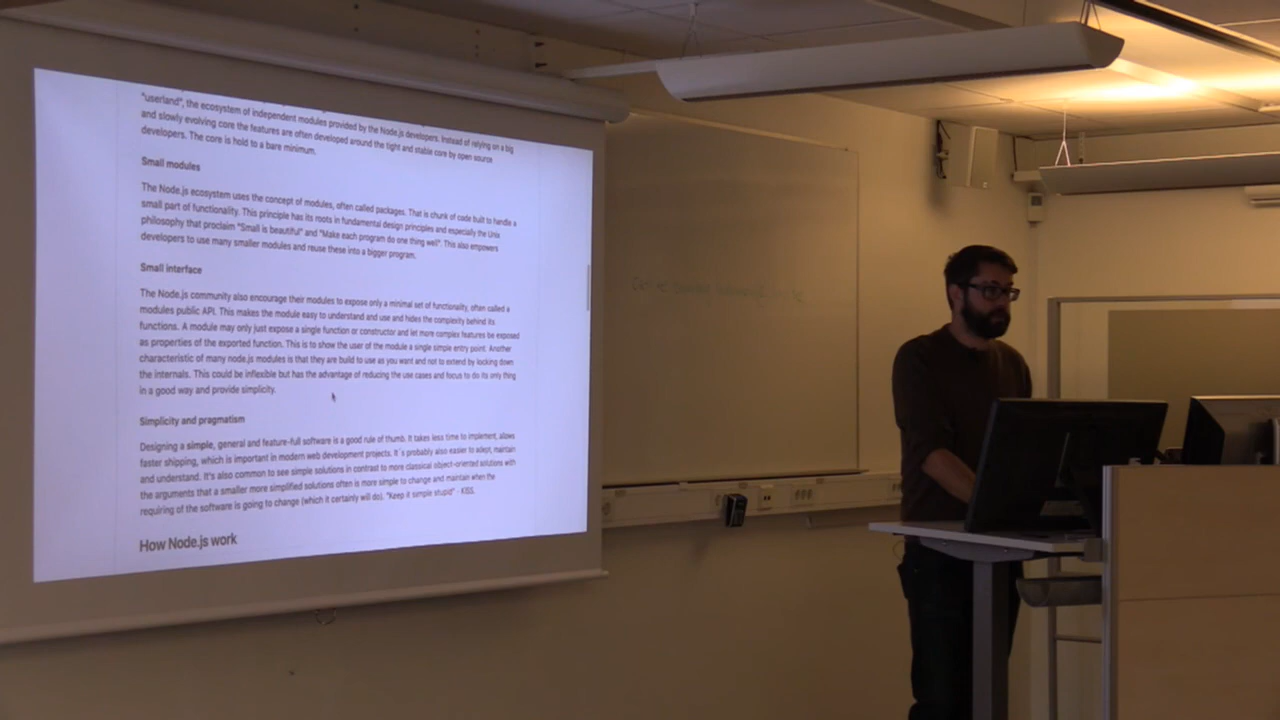 "userland", the ecosystem of independent modules provided by the Node.js developers. Instead of relying on a big
and slowly evolving core the features are often developed around the tight and stable core by open source
developers. The core is hold to a bare minimum.
Small modules
The Node.js ecosystem uses the concept of modules, often called packages. That is chunk of code built to handle a
small part of functionality. This principle has its roots in fundamental design principles and especially the Unix
philosophy that proclaim "Small is beautiful" and "Make each program do one thing well". This also empowers
developers to use many smaller modules and reuse these into a bigger program.
Small interface
The Node.js community also encourage their modules to expose only a minimal set of functionality, often called a
modules public API. This makes the module easy to understand and use and hides the complexity behind its
functions. A module may only just expose a single function or constructor and let more complex features be exposed
as properties of the exported function. This is to show the user of the module a single simple entry point. Another
characteristic of many node.js modules is that they are build to use as you want and not to extend by locking down
the internals. This could be inflexible but has the advantage of reducing the use cases and focus to do its only thing
in a good way and provide simplicity.
Simplicity and pragmatism
Designing a simple, general and feature-full software is a good rule of thumb. It takes less time to implement, allows
faster shipping, which is important in modern web development projects. It´s probably also easier to adept, maintain
and understand. It's also common to see simple solutions in contrast to more classical object-oriented solutions with
the arguments that a smaller more simplified solutions often is more simple to change and maintain when the
requiring of the software is going to change (which it certainly will do). "Keep it simple stupid" - KISS.
How Node.js work